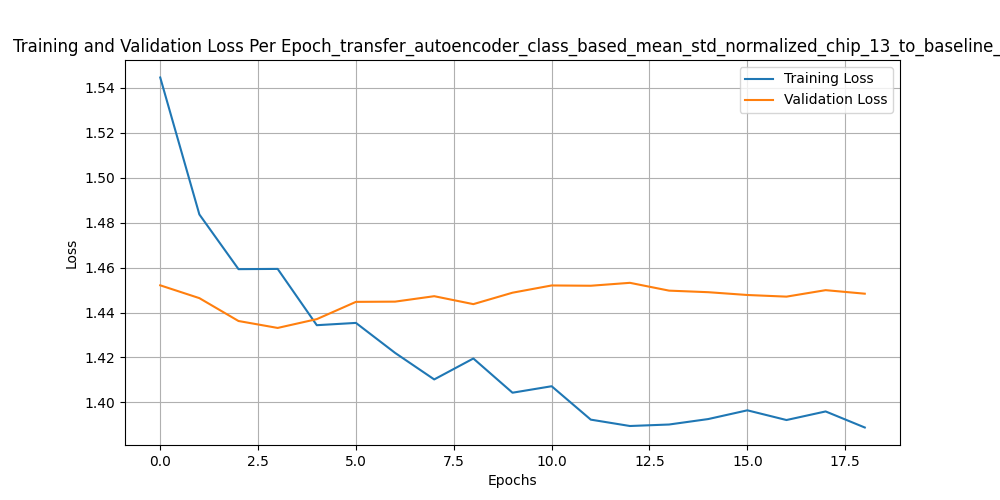 Training and Validation Loss Per Epoch_transfer_autoencoder_class_based_mean_std_normalized_chip_13_to_baseline_
Training Loss
Validation Loss
1.54
1.52
1.50
1.48
1.46
1.44
1.42
1.40
Loss
0.0 2.5 5.0 7.5 10.0 12.5 15.0 17.5
Epochs